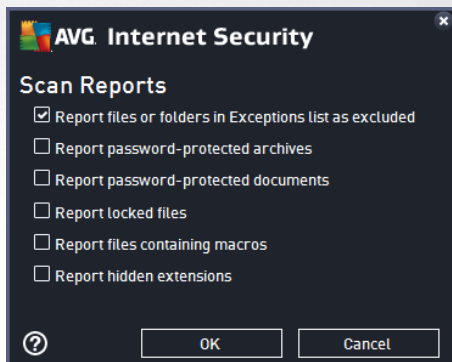 AVG Internet Security
Scan Reports
Report files or folders in Exceptions list as excluded
Report password-protected archives
Report password-protected documents
Report locked files
Report files containing macros
Report hidden extensions
? OK Cancel